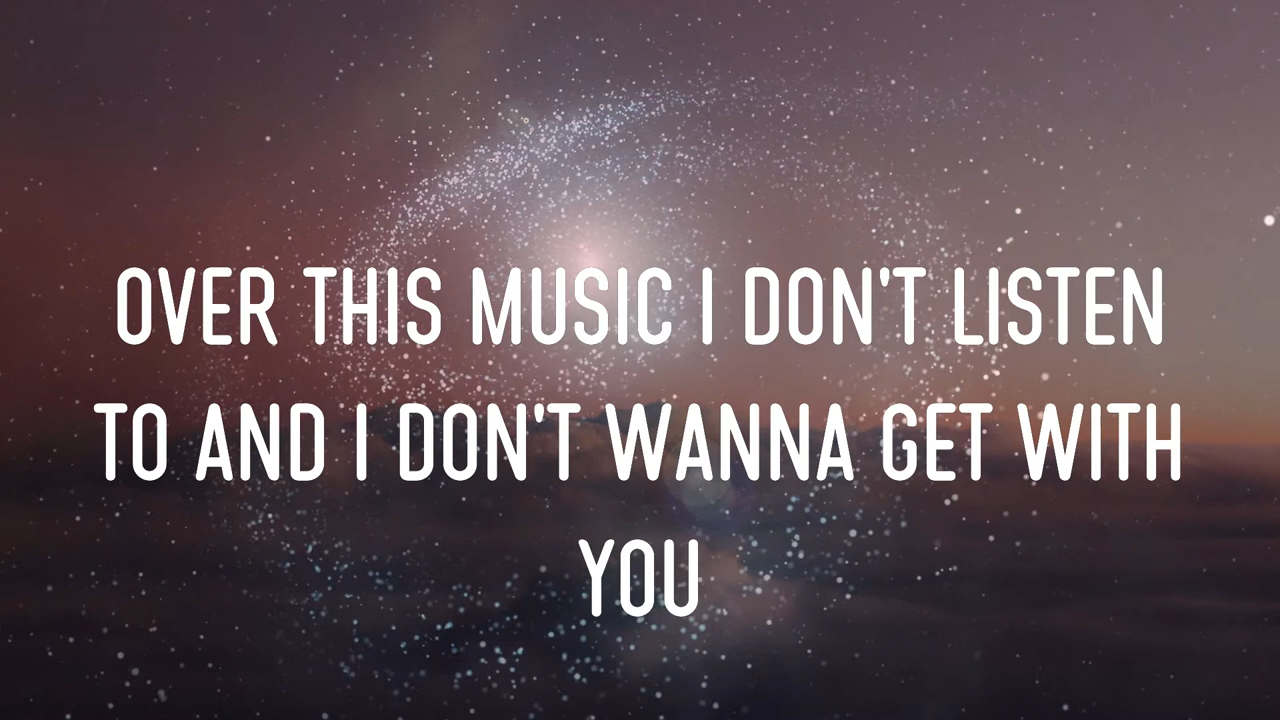 OVER THIS MUSIC I DON'T LISTEN
TO AND I DON'T WANNA GET WITH
YOU